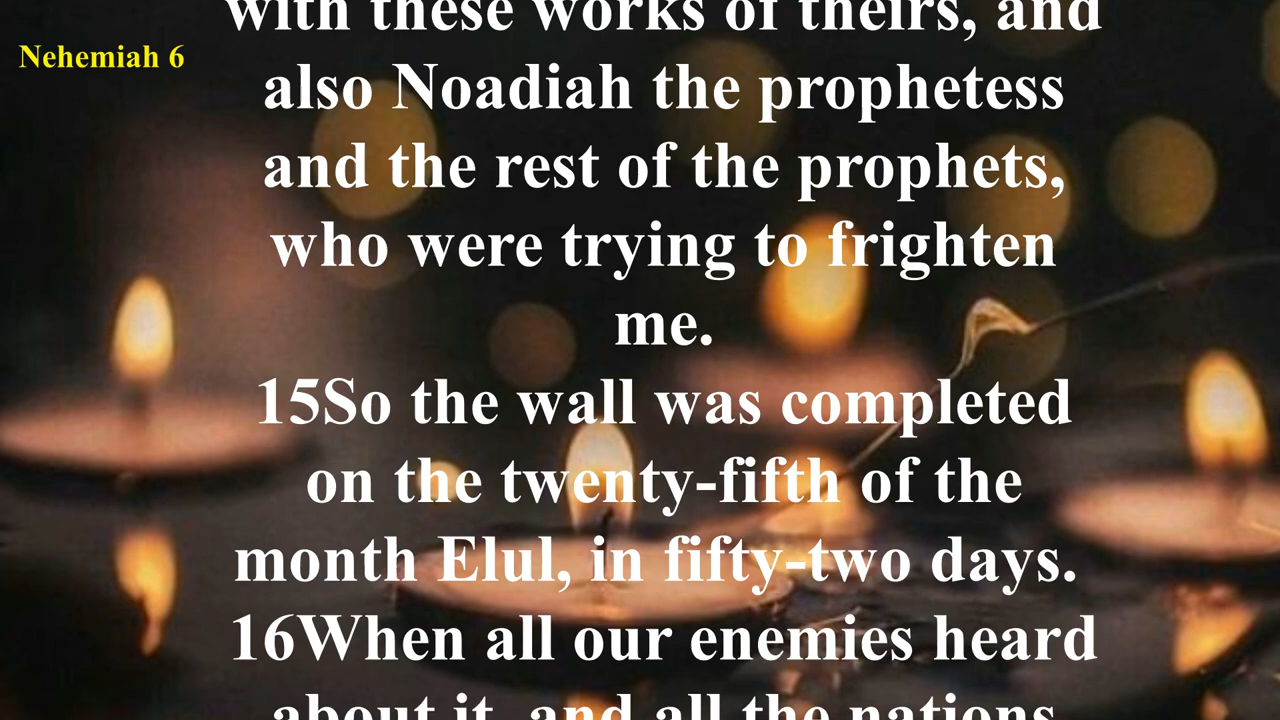 with these works of theirs, and
Nehemiah 6
also Noadiah the prophetess
and the rest of the prophets,
who were trying to frighten
me.
15So the wall was completed
on the twenty-fifth of the
month Elul, in fifty-two days.
16When all our enemies heard
about it, and all the nations